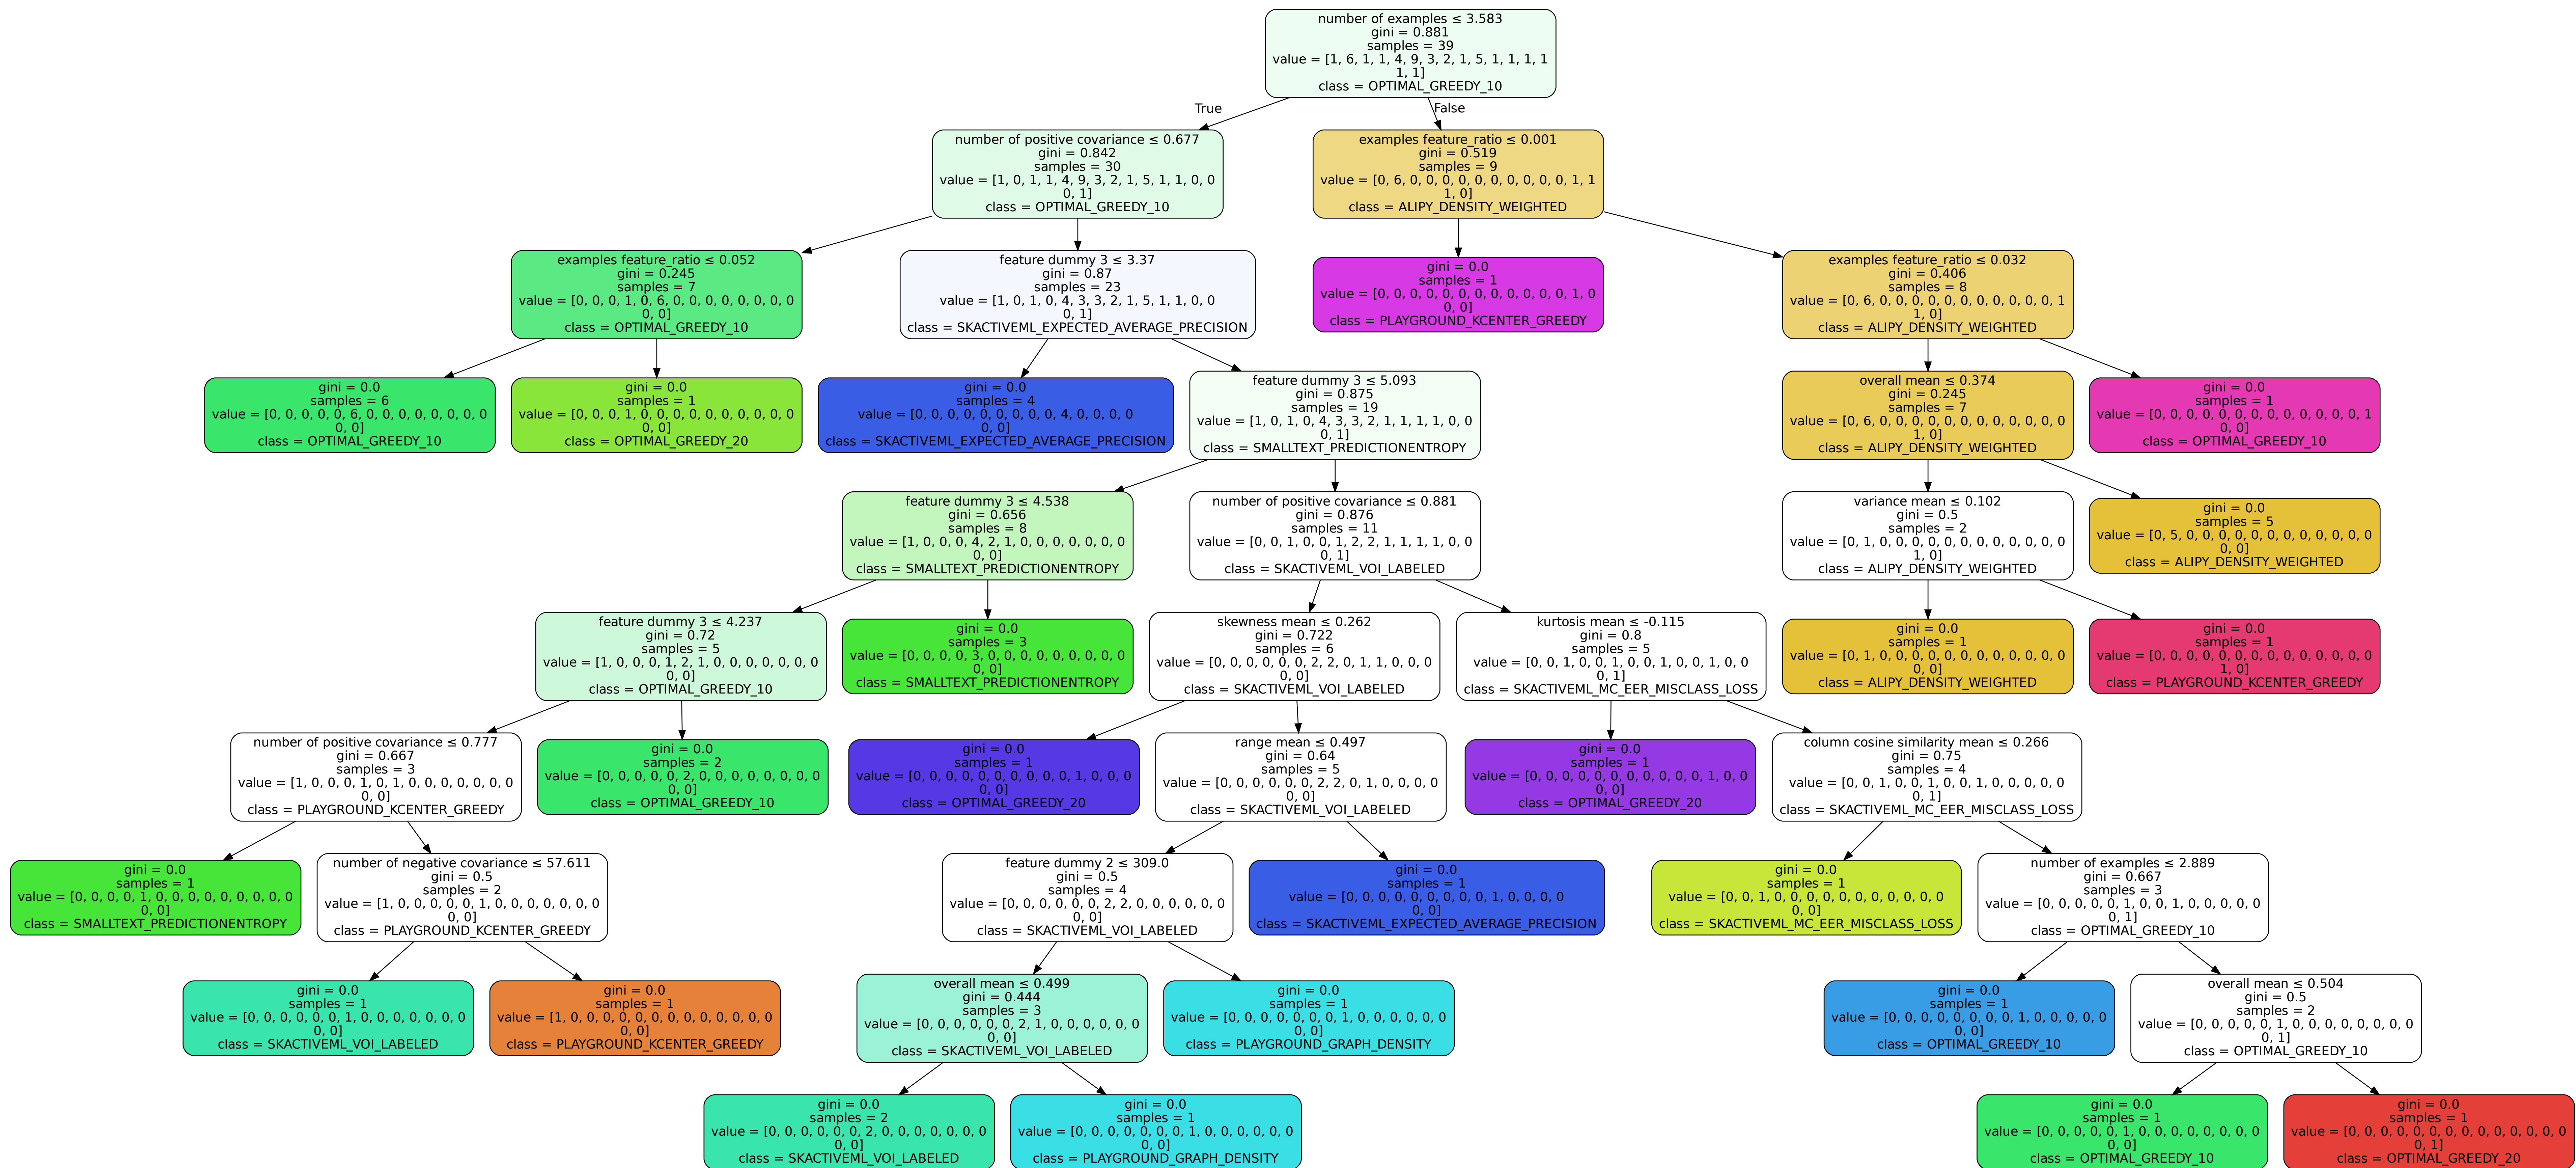 number of examples ≤ 3.583
gini = 0.881
samples = 39
value = [1, 6, 1, 1, 4, 9, 3, 2, 1, 5, 1, 1, 1, 1
1, 1]
class = OPTIMAL_GREEDY_10
True
False
number of positive covariance ≤ 0.677
gini = 0.842
samples = 30
value = [1, 0, 1, 1, 4, 9, 3, 2, 1, 5, 1, 1, 0, 0
0, 1]
class = OPTIMAL_GREEDY_10
examples feature_ratio ≤ 0.001
gini = 0.519
samples = 9
value = [0, 6, 0, 0, 0, 0, 0, 0, 0, 0, 0, 0, 1, 1
1, 0]
class = ALIPY_DENSITY_WEIGHTED
examples feature_ratio ≤ 0.052
gini = 0.245
samples = 7
value = [0, 0, 0, 1, 0, 6, 0, 0, 0, 0, 0, 0, 0, 0
0, 0]
class = OPTIMAL_GREEDY_10
feature dummy 3 ≤ 3.37
gini = 0.87
samples = 23
value = [1, 0, 1, 0, 4, 3, 3, 2, 1, 5, 1, 1, 0, 0
0, 1]
class = SKACTIVEML_EXPECTED_AVERAGE_PRECISION
gini = 0.0
samples = 1
value = [0, 0, 0, 0, 0, 0, 0, 0, 0, 0, 0, 0, 1, 0
0, 0]
class = PLAYGROUND_KCENTER_GREEDY
examples feature_ratio ≤ 0.032
gini = 0.406
samples = 8
value = [0, 6, 0, 0, 0, 0, 0, 0, 0, 0, 0, 0, 0, 1
1, 0]
class = ALIPY_DENSITY_WEIGHTED
gini = 0.0
samples = 6
value = [0, 0, 0, 0, 0, 6, 0, 0, 0, 0, 0, 0, 0, 0
0, 0]
class = OPTIMAL_GREEDY_10
gini = 0.0
samples = 1
value = [0, 0, 0, 1, 0, 0, 0, 0, 0, 0, 0, 0, 0, 0
0, 0]
class = OPTIMAL_GREEDY_20
gini = 0.0
samples = 4
value = [0, 0, 0, 0, 0, 0, 0, 0, 0, 4, 0, 0, 0, 0
0, 0]
class = SKACTIVEML_EXPECTED_AVERAGE_PRECISION
feature dummy 3 ≤ 5.093
gini = 0.875
samples = 19
value = [1, 0, 1, 0, 4, 3, 3, 2, 1, 1, 1, 1, 0, 0
0, 1]
class = SMALLTEXT_PREDICTIONENTROPY
overall mean ≤ 0.374
gini = 0.245
samples = 7
value = [0, 6, 0, 0, 0, 0, 0, 0, 0, 0, 0, 0, 0, 0
1, 0]
class = ALIPY_DENSITY_WEIGHTED
gini = 0.0
samples = 1
value = [0, 0, 0, 0, 0, 0, 0, 0, 0, 0, 0, 0, 0, 1
0, 0]
class = OPTIMAL_GREEDY_10
feature dummy 3 ≤ 4.538
gini = 0.656
samples = 8
value = [1, 0, 0, 0, 4, 2, 1, 0, 0, 0, 0, 0, 0, 0
0, 0]
class = SMALLTEXT_PREDICTIONENTROPY
number of positive covariance ≤ 0.881
gini = 0.876
samples = 11
value = [0, 0, 1, 0, 0, 1, 2, 2, 1, 1, 1, 1, 0, 0
0, 1]
class = SKACTIVEML_VOI_LABELED
variance mean ≤ 0.102
gini = 0.5
samples = 2
value = [0, 1, 0, 0, 0, 0, 0, 0, 0, 0, 0, 0, 0, 0
1, 0]
class = ALIPY_DENSITY_WEIGHTED
gini = 0.0
samples = 5
value = [0, 5, 0, 0, 0, 0, 0, 0, 0, 0, 0, 0, 0, 0
0, 0]
class = ALIPY_DENSITY_WEIGHTED
feature dummy 3 ≤ 4.237
gini = 0.72
samples = 5
value = [1, 0, 0, 0, 1, 2, 1, 0, 0, 0, 0, 0, 0, 0
0, 0]
class = OPTIMAL_GREEDY_10
gini = 0.0
samples = 3
value = [0, 0, 0, 0, 3, 0, 0, 0, 0, 0, 0, 0, 0, 0
0, 0]
class = SMALLTEXT_PREDICTIONENTROPY
skewness mean ≤ 0.262
gini = 0.722
samples = 6
value = [0, 0, 0, 0, 0, 0, 2, 2, 0, 1, 1, 0, 0, 0
0, 0]
class = SKACTIVEML_VOI_LABELED
kurtosis mean ≤ -0.115
gini = 0.8
samples = 5
value = [0, 0, 1, 0, 0, 1, 0, 0, 1, 0, 0, 1, 0, 0
0, 1]
class = SKACTIVEML_MC_EER_MISCLASS_LOSS
gini = 0.0
samples = 1
value = [0, 1, 0, 0, 0, 0, 0, 0, 0, 0, 0, 0, 0, 0
0, 0]
class = ALIPY_DENSITY_WEIGHTED
gini = 0.0
samples = 1
value = [0, 0, 0, 0, 0, 0, 0, 0, 0, 0, 0, 0, 0, 0
1, 0]
class = PLAYGROUND_KCENTER_GREEDY
number of positive covariance ≤ 0.777
gini = 0.667
samples = 3
value = [1, 0, 0, 0, 1, 0, 1, 0, 0, 0, 0, 0, 0, 0
0, 0]
class = PLAYGROUND_KCENTER_GREEDY
gini = 0.0
samples = 2
value = [0, 0, 0, 0, 0, 2, 0, 0, 0, 0, 0, 0, 0, 0
0, 0]
class = OPTIMAL_GREEDY_10
gini = 0.0
samples = 1
value = [0, 0, 0, 0, 0, 0, 0, 0, 0, 0, 1, 0, 0, 0
0, 0]
class = OPTIMAL_GREEDY_20
range mean ≤ 0.497
gini = 0.64
samples = 5
value = [0, 0, 0, 0, 0, 0, 2, 2, 0, 1, 0, 0, 0, 0
0, 0]
class = SKACTIVEML_VOI_LABELED
gini = 0.0
samples = 1
value = [0, 0, 0, 0, 0, 0, 0, 0, 0, 0, 0, 1, 0, 0
0, 0]
class = OPTIMAL_GREEDY_20
column cosine similarity mean ≤ 0.266
gini = 0.75
samples = 4
value = [0, 0, 1, 0, 0, 1, 0, 0, 1, 0, 0, 0, 0, 0
0, 1]
class = SKACTIVEML_MC_EER_MISCLASS_LOSS
gini = 0.0
samples = 1
value = [0, 0, 0, 0, 1, 0, 0, 0, 0, 0, 0, 0, 0, 0
0, 0]
class = SMALLTEXT_PREDICTIONENTROPY
number of negative covariance ≤ 57.611
gini = 0.5
samples = 2
value = [1, 0, 0, 0, 0, 0, 1, 0, 0, 0, 0, 0, 0, 0
0, 0]
class = PLAYGROUND_KCENTER_GREEDY
feature dummy 2 ≤ 309.0
gini = 0.5
samples = 4
value = [0, 0, 0, 0, 0, 0, 2, 2, 0, 0, 0, 0, 0, 0
0, 0]
class = SKACTIVEML_VOI_LABELED
gini = 0.0
samples = 1
value = [0, 0, 0, 0, 0, 0, 0, 0, 0, 1, 0, 0, 0, 0
0, 0]
class = SKACTIVEML_EXPECTED_AVERAGE_PRECISION
gini = 0.0
samples = 1
value = [0, 0, 1, 0, 0, 0, 0, 0, 0, 0, 0, 0, 0, 0
0, 0]
class = SKACTIVEML_MC_EER_MISCLASS_LOSS
number of examples ≤ 2.889
gini = 0.667
samples = 3
value = [0, 0, 0, 0, 0, 1, 0, 0, 1, 0, 0, 0, 0, 0
0, 1]
class = OPTIMAL_GREEDY_10
gini = 0.0
samples = 1
value = [0, 0, 0, 0, 0, 0, 1, 0, 0, 0, 0, 0, 0, 0
0, 0]
class = SKACTIVEML_VOI_LABELED
gini = 0.0
samples = 1
value = [1, 0, 0, 0, 0, 0, 0, 0, 0, 0, 0, 0, 0, 0
0, 0]
class = PLAYGROUND_KCENTER_GREEDY
overall mean ≤ 0.499
gini = 0.444
samples = 3
value = [0, 0, 0, 0, 0, 0, 2, 1, 0, 0, 0, 0, 0, 0
0, 0]
class = SKACTIVEML_VOI_LABELED
gini = 0.0
samples = 1
value = [0, 0, 0, 0, 0, 0, 0, 1, 0, 0, 0, 0, 0, 0
0, 0]
class = PLAYGROUND_GRAPH_DENSITY
gini = 0.0
samples = 1
value = [0, 0, 0, 0, 0, 0, 0, 0, 1, 0, 0, 0, 0, 0
0, 0]
class = OPTIMAL_GREEDY_10
overall mean ≤ 0.504
gini = 0.5
samples = 2
value = [0, 0, 0, 0, 0, 1, 0, 0, 0, 0, 0, 0, 0, 0
0, 1]
class = OPTIMAL_GREEDY_10
gini = 0.0
samples = 2
value = [0, 0, 0, 0, 0, 0, 2, 0, 0, 0, 0, 0, 0, 0
0, 0]
class = SKACTIVEML_VOI_LABELED
gini = 0.0
samples = 1
value = [0, 0, 0, 0, 0, 0, 0, 1, 0, 0, 0, 0, 0, 0
0, 0]
class = PLAYGROUND_GRAPH_DENSITY
gini = 0.0
samples = 1
value = [0, 0, 0, 0, 0, 1, 0, 0, 0, 0, 0, 0, 0, 0
0, 0]
class = OPTIMAL_GREEDY_10
gini = 0.0
samples = 1
value = [0, 0, 0, 0, 0, 0, 0, 0, 0, 0, 0, 0, 0, 0
0, 1]
class = OPTIMAL_GREEDY_20